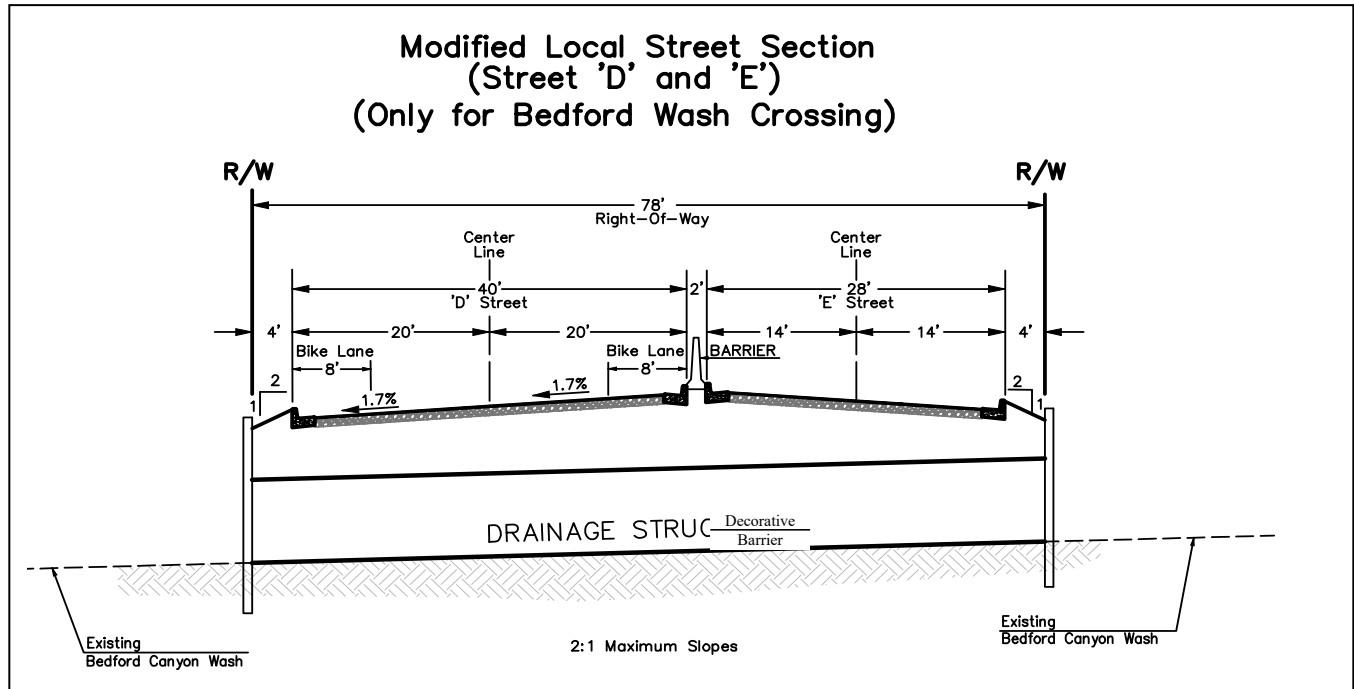 Modified Local Street Section
(Street 'D' and 'E')
(Only for Bedford Wash Crossing)
R/W
R/W
78'
Right-Of-Way
Center
Line
Center
Line
40'
'D' Street
2'
28'
'E' Street
4'
20'
20'
14'
14'
4'
Bike Lane
8'
Bike Lane
8'
BARRIER
2
1
1.7%
1.7%
2
1
DRAINAGE STRUC
Decorative
Barrier
Existing
Bedford Canyon Wash
2:1 Maximum Slopes
Existing
Bedford Canyon Wash